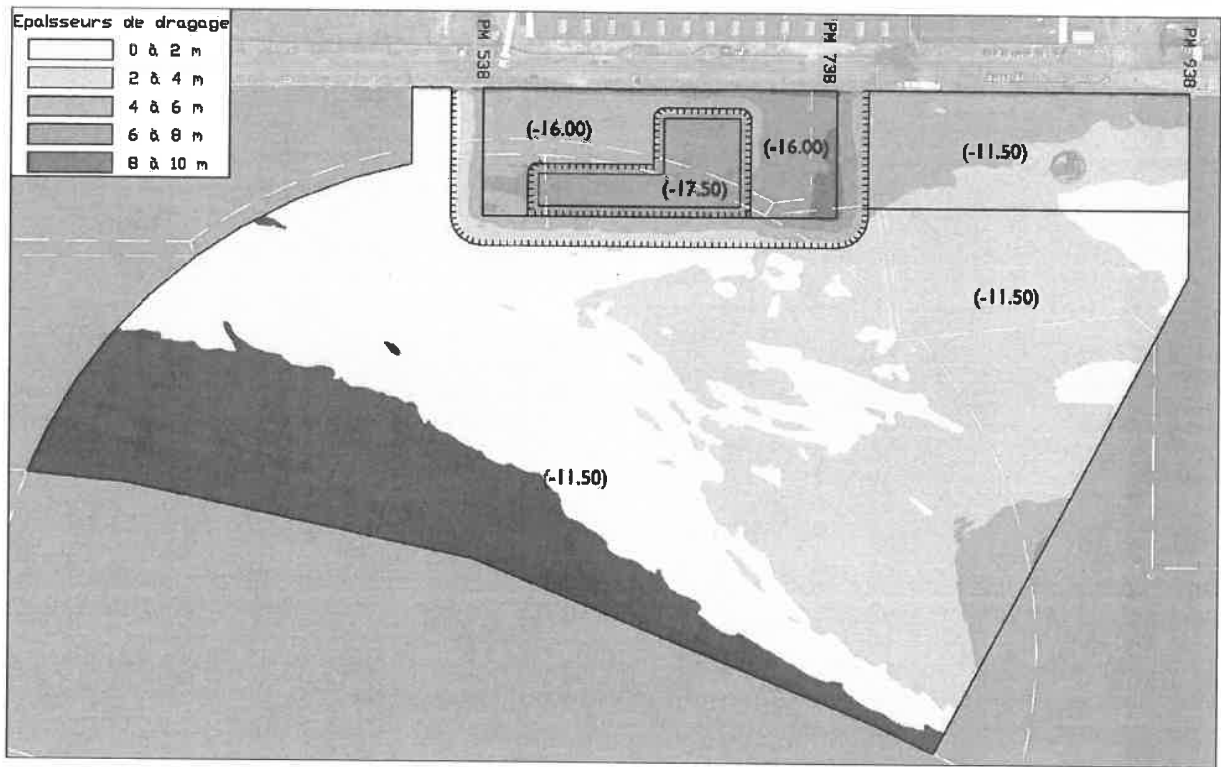 Epaisseurs de dragage
0 à 2 m
2 à 4 m
4 à 6 m
6 à 8 m
8 à 10 m
PM 538
PM 738
PM 938
(-16.00)
(-16.00)
(-11.50)
(-17.50)
(-11.50)
(-11.50)